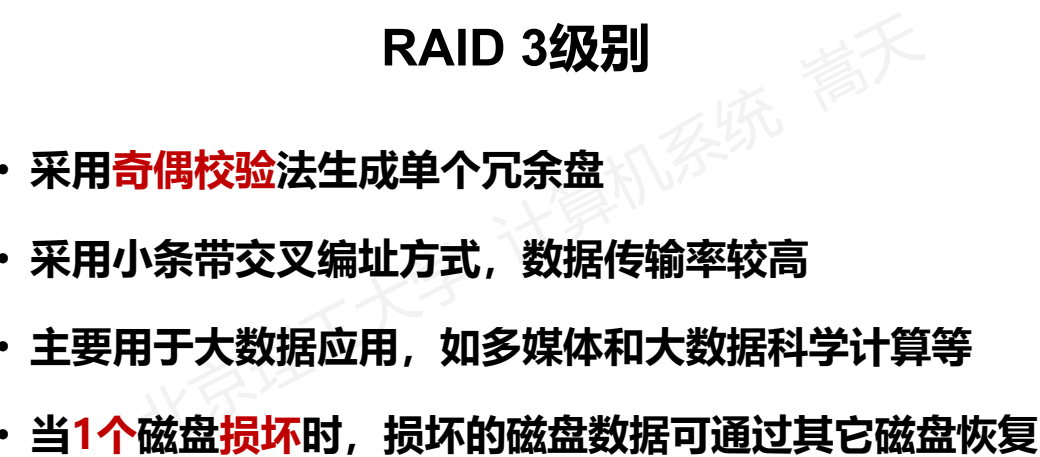 RAID 3级别
• 采用奇偶校验法生成单个冗余盘
• 采用小条带交叉编址方式，数据传输率较高
• 主要用于大数据应用，如多媒体和大数据科学计算等
• 当1个磁盘损坏时，损坏的磁盘数据可通过其它磁盘恢复
北京理工大学 计算机系统 嵩天